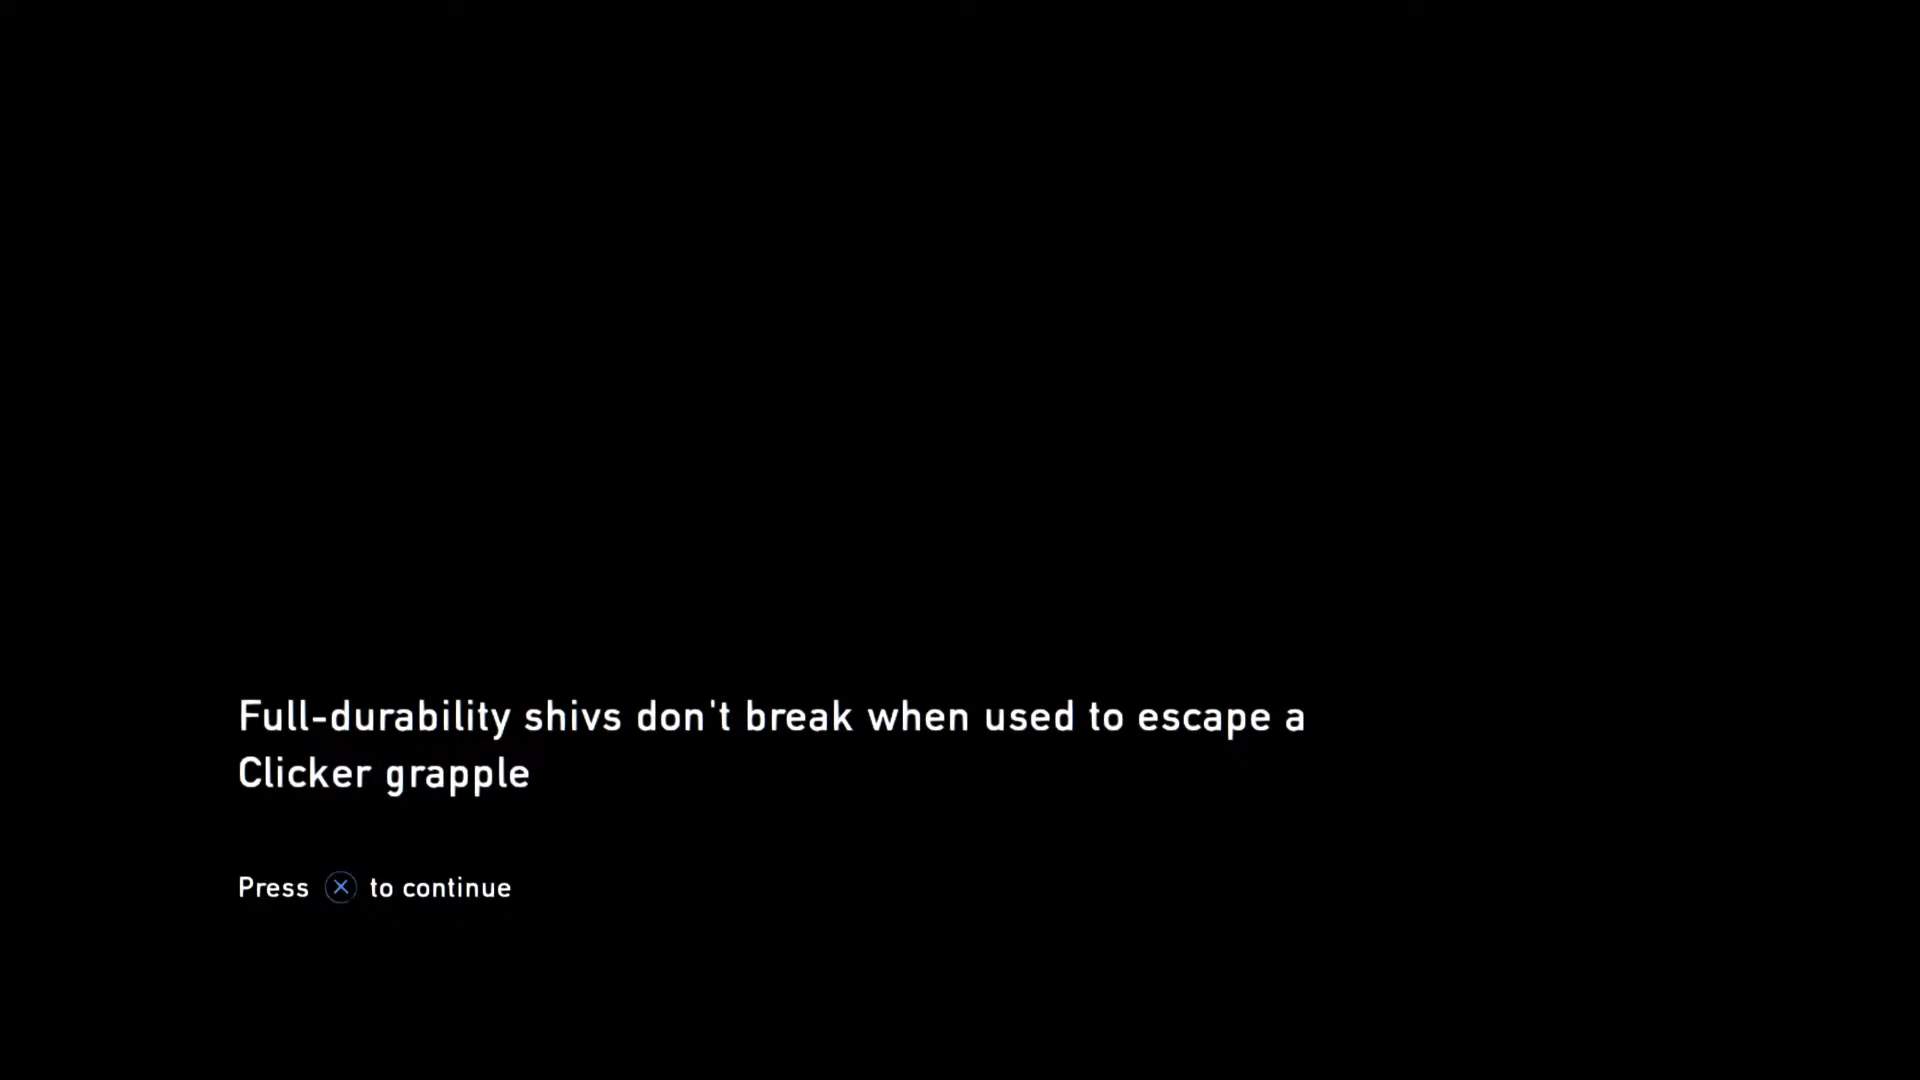 Full-durability shivs don't break when used to escape a
Clicker grapple
Press ⓧ to continue